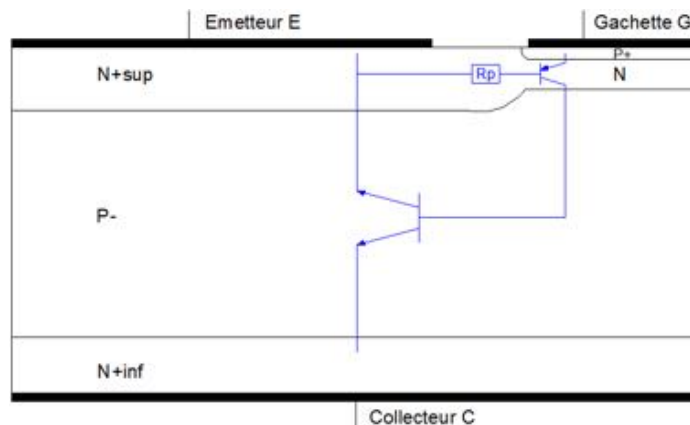 Emetteur E
Gachette G
P+
N+sup
Rp
N
P-
N+inf
Collecteur C